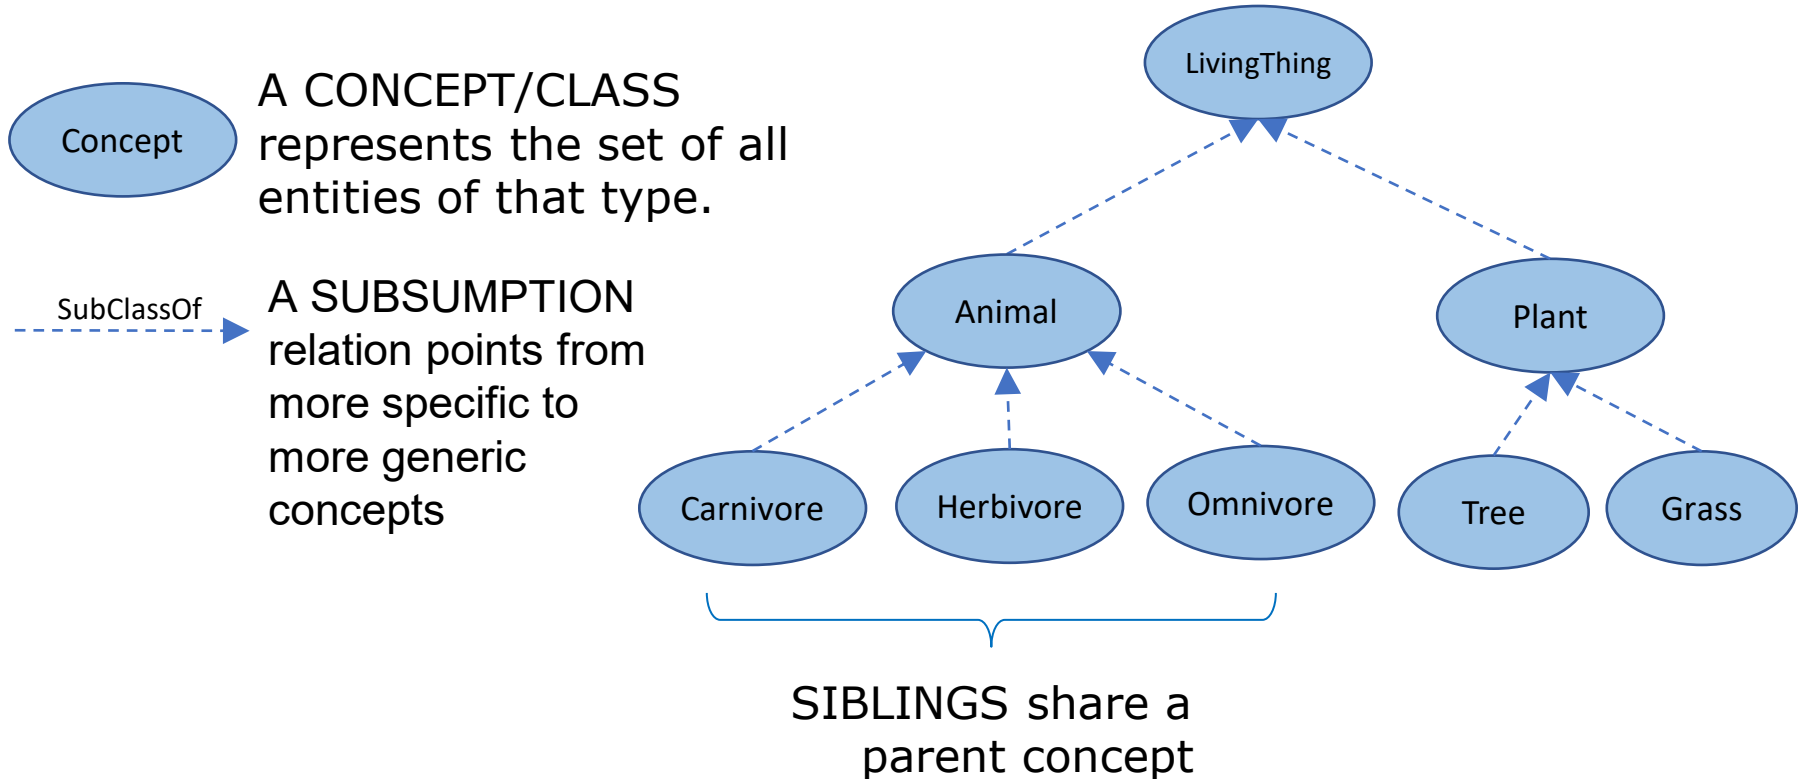 Concept
A CONCEPT/CLASS
represents the set of all
entities of that type.
SubClassOf
A SUBSUMPTION
relation points from
more specific to
more generic
concepts
LivingThing
Animal
Plant
Carnivore
Herbivore
Omnivore
Tree
Grass
SIBLINGS share a
parent concept